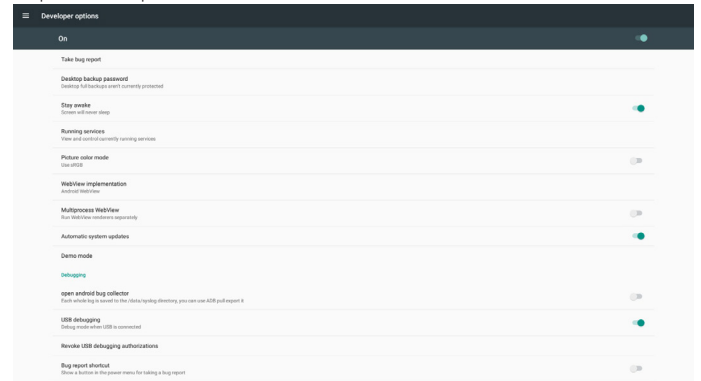 Developer options
On
Take bug report
Desktop backup password
Desktop full backups aren't currently protected
Stay awake
Screen will never sleep
Running services
View and control currently running services
Picture color mode
Use sRGB
WebView implementation
Android WebView
Multiprocess WebView
Run WebView renderers separately
Automatic system updates
Demo mode
Debugging
open android bug collector
Each whole log is saved to the /data/syslog directory, you can use ADB pull export it
USB debugging
Debug mode when USB is connected
Revoke USB debugging authorizations
Bug report shortcut
Show a button in the power menu for taking a bug report